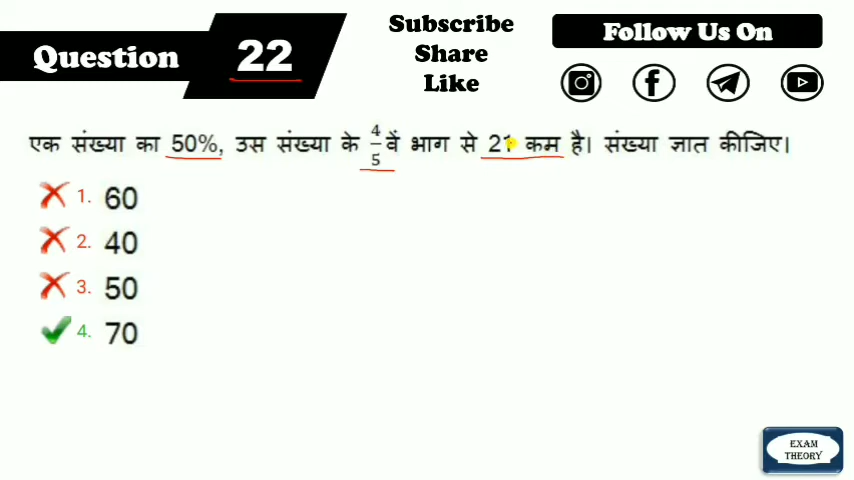 Question 22
Subscribe
Share
Like
Follow Us On
एक संख्या का 50%, उस संख्या के 4/5वें भाग से 21 कम है। संख्या ज्ञात कीजिए।
1. 60
2. 40
3. 50
4. 70
EXAM
THEORY